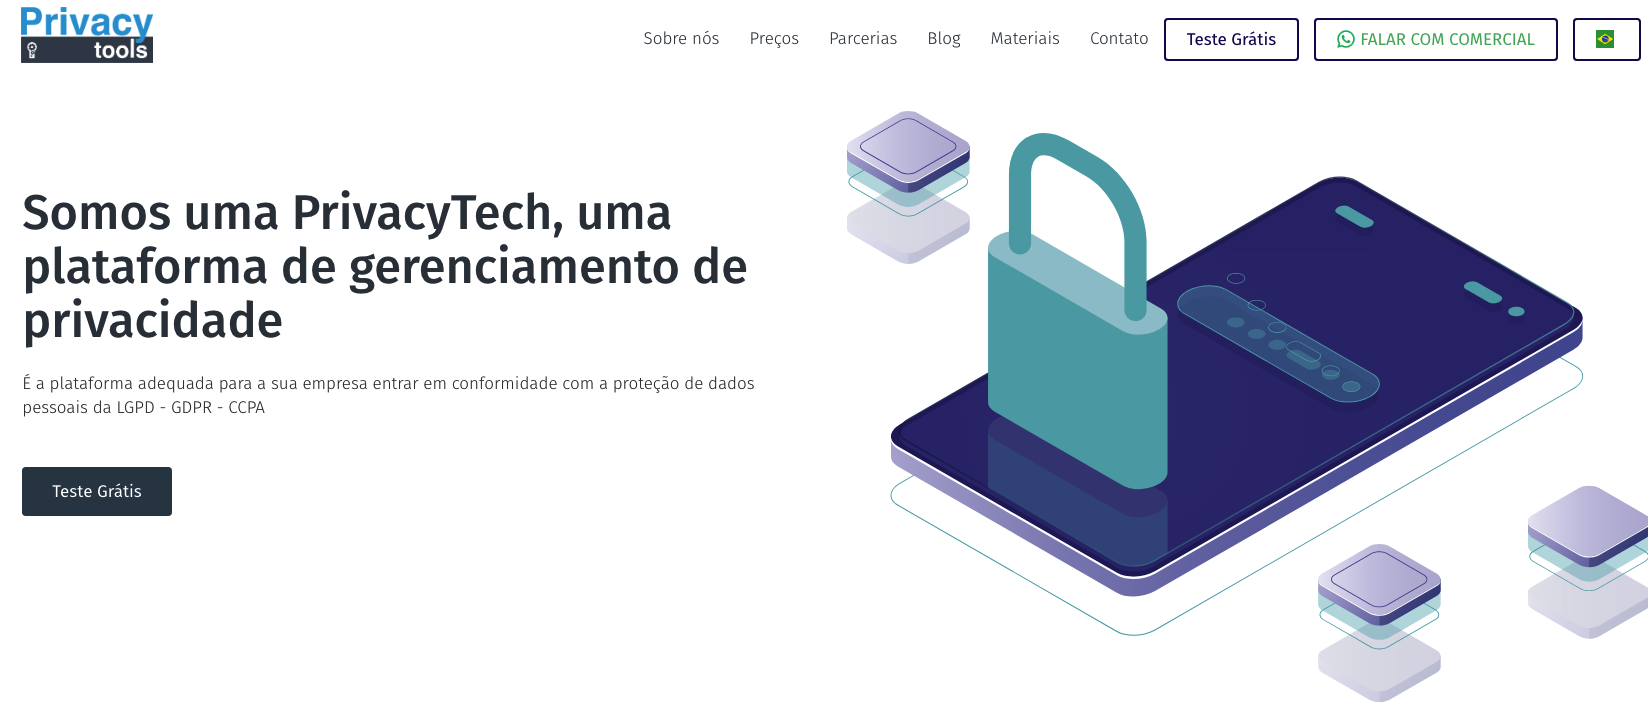 Privacy
tools
Sobre nós
Preços
Parcerias
Blog
Materiais
Contato
Teste Grátis
FALAR COM COMERCIAL
Somos uma PrivacyTech, uma
plataforma de gerenciamento de
privacidade
É a plataforma adequada para a sua empresa entrar em conformidade com a proteção de dados
pessoais da LGPD - GDPR - CCPA
Teste Grátis